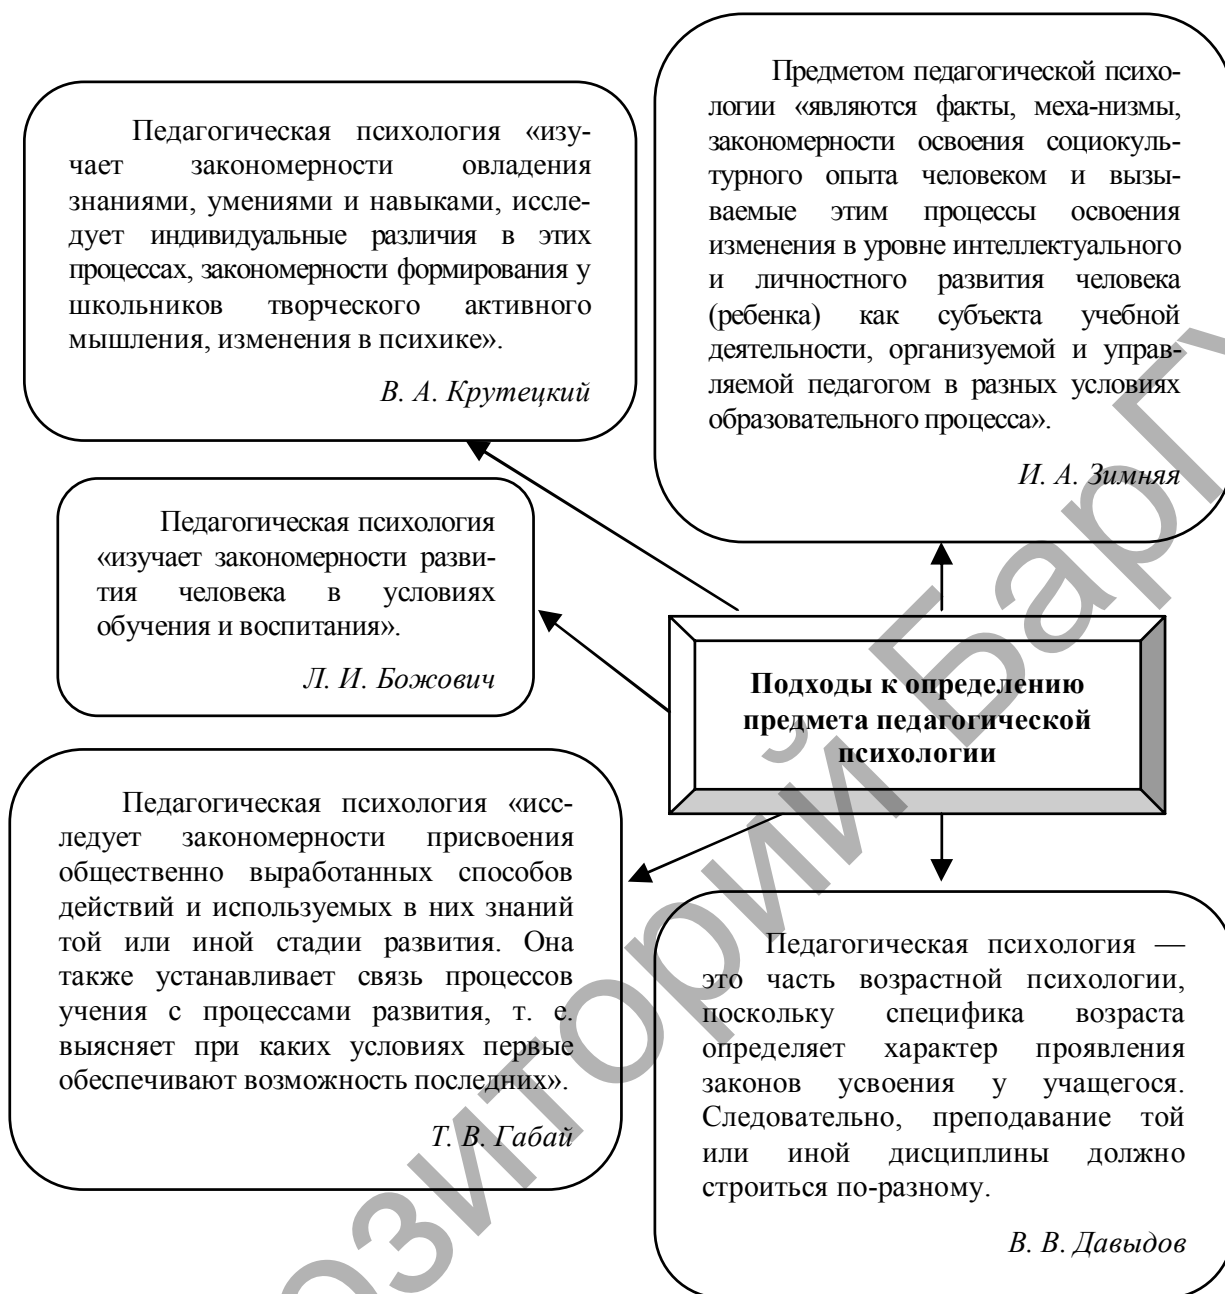 Педагогическая психология «изу-
чает закономерности овладения
знаниями, умениями и навыками, иссле-
дует индивидуальные различия в этих
процессах, закономерности формирования у
школьников творческого активного
мышления, изменения в психике».
В. А. Крутецкий
Предметом педагогической психо-
логии «являются факты, меха-низмы,
закономерности освоения социокуль-
турного опыта человеком и вызы-
ваемые этим процессы освоения
изменения в уровне интеллектуального
и личностного развития человека
(ребенка) как субъекта учебной
деятельности, организуемой и управ-
ляемой педагогом в разных условиях
образовательного процесса».
И. А. Зимняя
Педагогическая психология
«изучает закономерности разви-
тия человека в условиях
обучения и воспитания».
Л. И. Божович
Подходы к определению
предмета педагогической
психологии
Педагогическая психология «исс-
ледует закономерности присвоения
общественно выработанных способов
действий и используемых в них знаний
той или иной стадии развития. Она
также устанавливает связь процессов
учения с процессами развития, т. е.
выясняет при каких условиях первые
обеспечивают возможность последних».
Т. В. Габай
Педагогическая психология —
это часть возрастной психологии,
поскольку специфика возраста
определяет характер проявления
законов усвоения у учащегося.
Следовательно, преподавание той
или иной дисциплины должно
строиться по-разному.
В. В. Давыдов
озиторий БарГУ